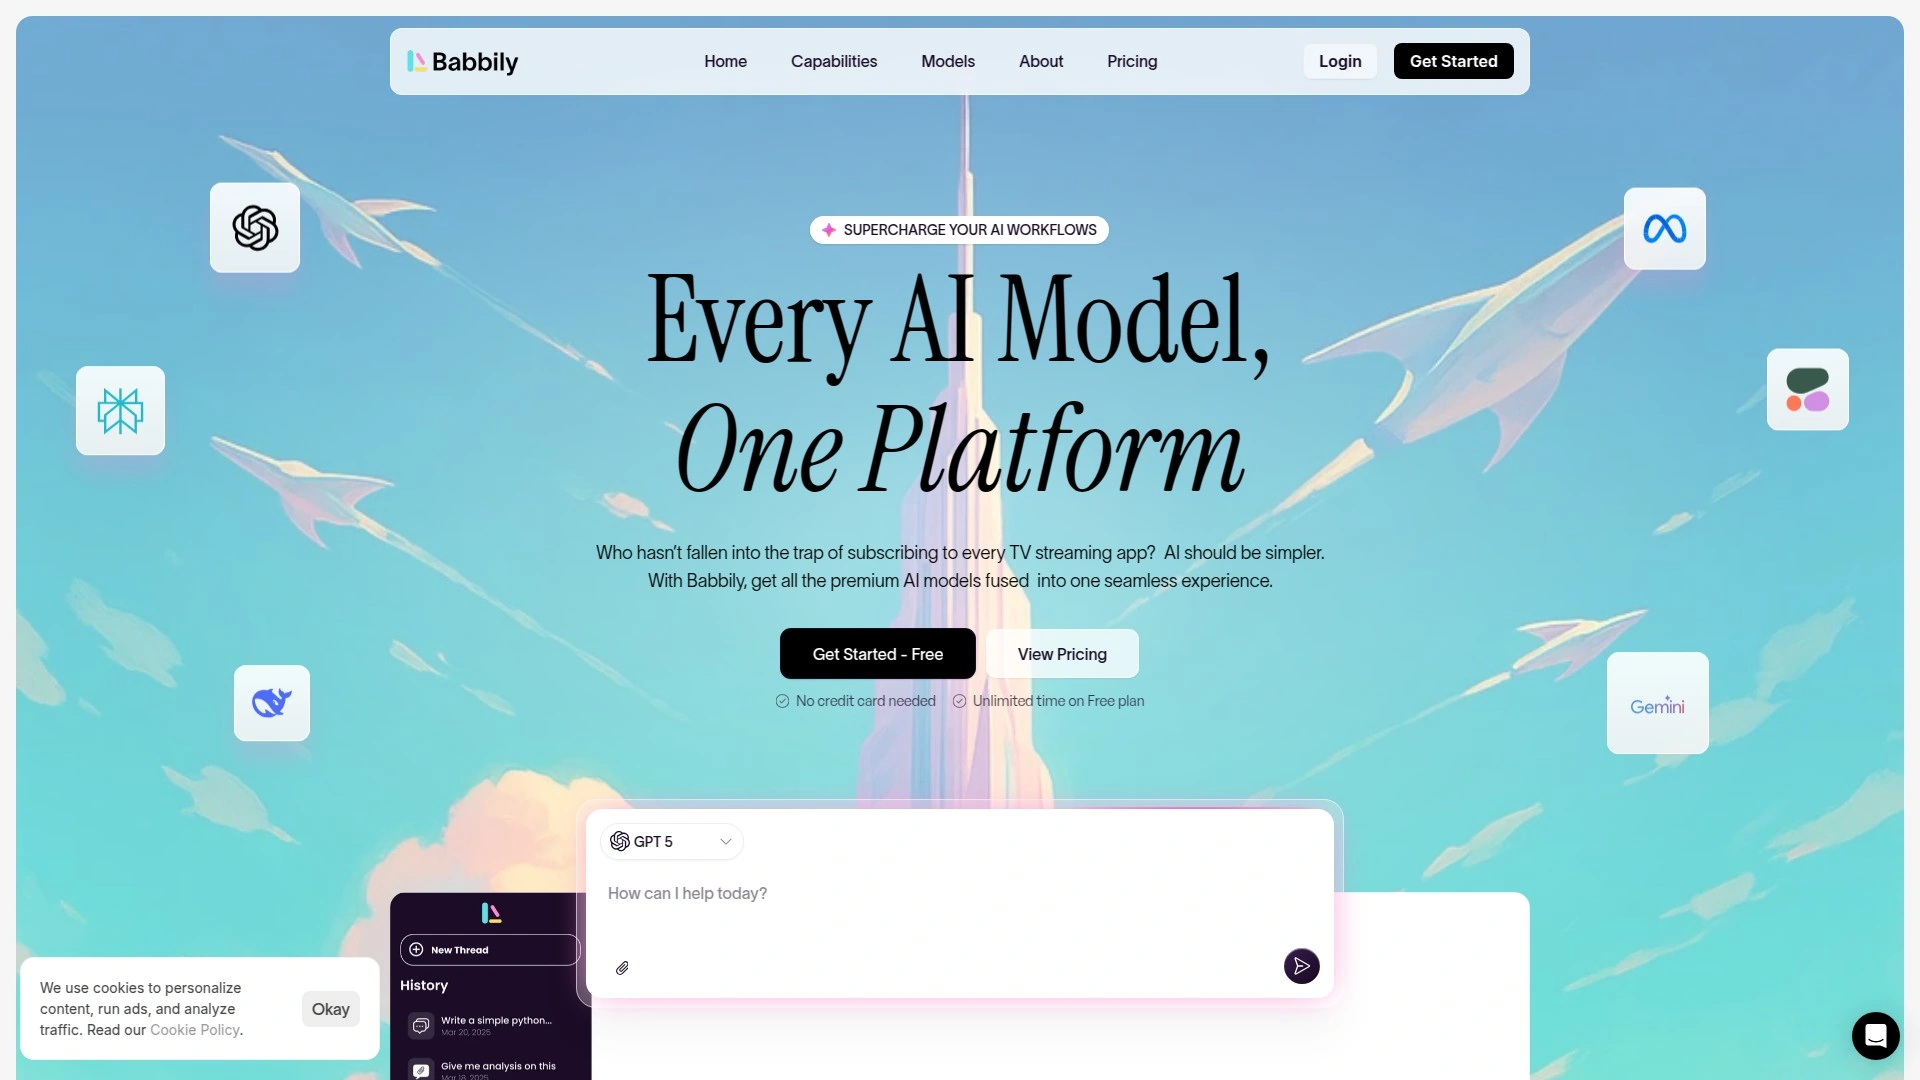 Babbily
Home
Capabilities
Models
About
Pricing
Login
Get Started
SUPERCHARGE YOUR AI WORKFLOWS
Every AI Model,
One Platform
Who hasn't fallen into the trap of subscribing to every TV streaming app? AI should be simpler.
With Babbily, get all the premium AI models fused into one seamless experience.
Get Started - Free
View Pricing
No credit card needed
Unlimited time on Free plan
Gemini
GPT 5
How can I help today?
New Thread
History
Write a simple python...
Mar 20, 2025
Give me analysis on this
Mar 18, 2025
We use cookies to personalize
content, run ads, and analyze
traffic. Read our Cookie Policy.
Okay